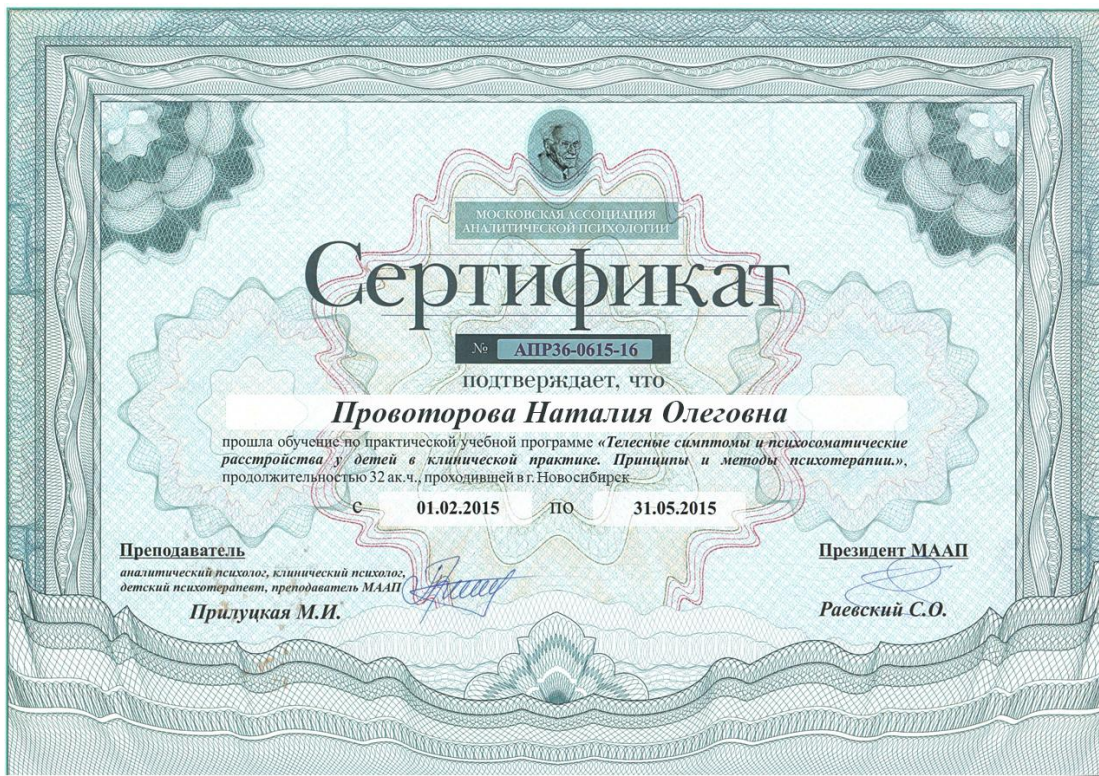 МОСКОВСКАЯ АССОЦИАЦИЯ
АНАЛИТИЧЕСКОЙ ПСИХОЛОГИИ
Сертификат
№ АПР36-0615-16
подтверждает, что
Провоторова Наталия Олеговна
прошла обучение по практической учебной программе «Телесные симптомы и психосоматические
расстройства у детей в клинической практике. Принципы и методы психотерапии.»,
продолжительностью 32 ак.ч., проходившей в г. Новосибирск
с 01.02.2015 по 31.05.2015
Преподаватель
аналитический психолог, клинический психолог,
детский психотерапевт, преподаватель МААП
Прилуцкая М.И.
Президент МААП
Раевский С.О.